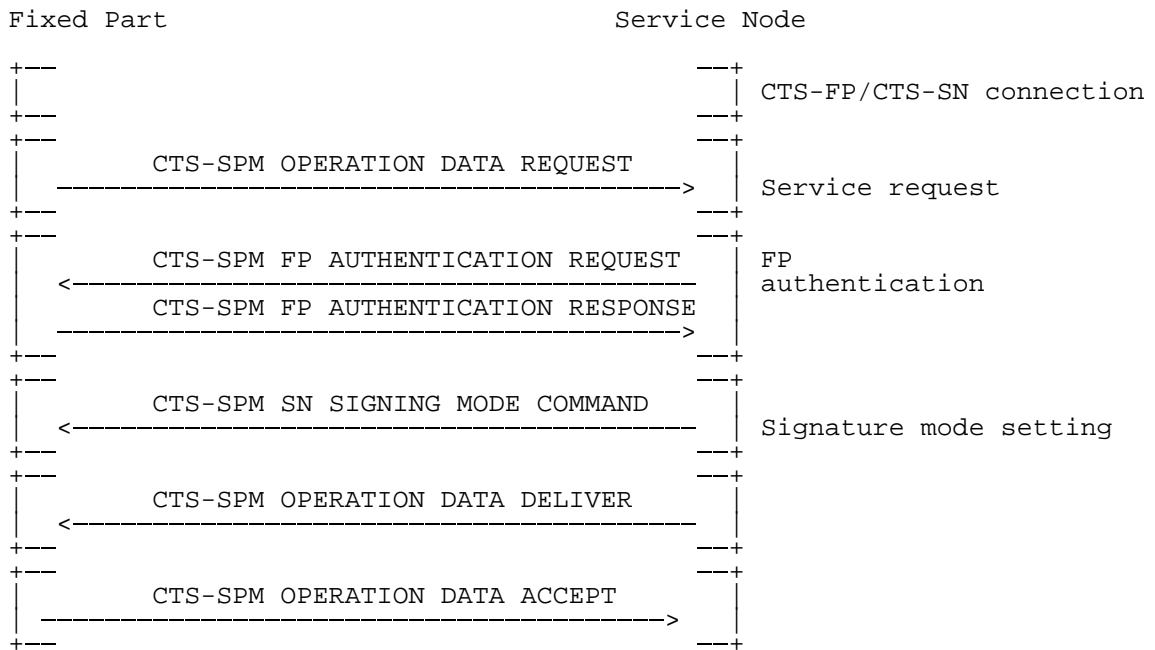 Fixed Part Service Node
CTS-FP/CTS-SN connection
CTS-SPM OPERATION DATA REQUEST
Service request
CTS-SPM FP AUTHENTICATION REQUEST FP
authentication
CTS-SPM FP AUTHENTICATION RESPONSE
CTS-SPM SN SIGNING MODE COMMAND
Signature mode setting
CTS-SPM OPERATION DATA DELIVER
CTS-SPM OPERATION DATA ACCEPT